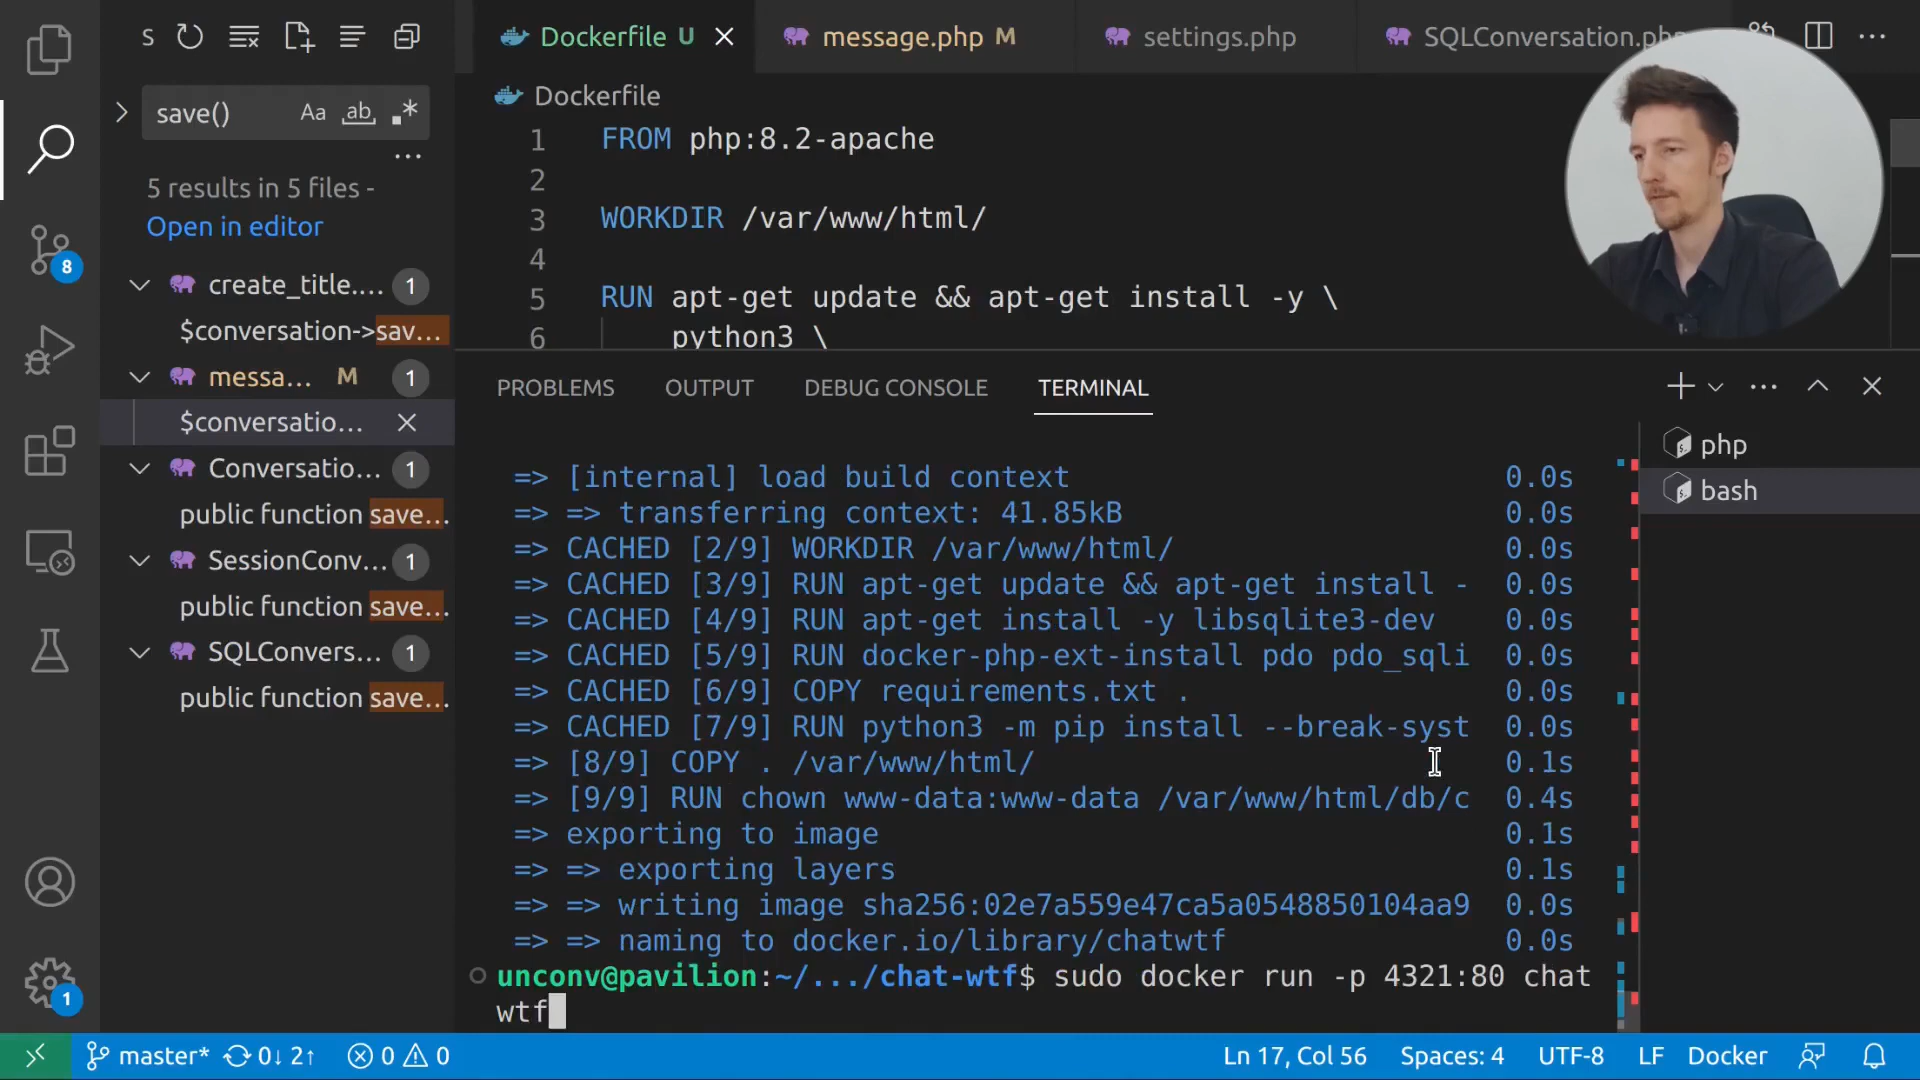 S
Dockerfile U
message.php M
settings.php
SQLConversation.php
save()
Aa
ab
5 results in 5 files -
Open in editor
create_title.... 1
$conversation->sav...
messa... M 1
$conversatio...
Conversatio... 1
public function save...
SessionConv... 1
public function save...
SQLConvers... 1
public function save...
8
1
Dockerfile
1 FROM php:8.2-apache
2
3 WORKDIR /var/www/html/
4
5 RUN apt-get update && apt-get install -y \
6 python3 \
PROBLEMS OUTPUT DEBUG CONSOLE TERMINAL
php
bash
=> [internal] load build context 0.0s
=> => transferring context: 41.85kB 0.0s
=> CACHED [2/9] WORKDIR /var/www/html/ 0.0s
=> CACHED [3/9] RUN apt-get update && apt-get install - 0.0s
=> CACHED [4/9] RUN apt-get install -y libsqlite3-dev 0.0s
=> CACHED [5/9] RUN docker-php-ext-install pdo pdo_sqli 0.0s
=> CACHED [6/9] COPY requirements.txt . 0.0s
=> CACHED [7/9] RUN python3 -m pip install --break-syst 0.0s
=> [8/9] COPY . /var/www/html/ 0.1s
=> [9/9] RUN chown www-data:www-data /var/www/html/db/c 0.4s
=> exporting to image 0.1s
=> => exporting layers 0.1s
=> => writing image sha256:02e7a559e47ca5a0548850104aa9 0.0s
=> => naming to docker.io/library/chatwtf 0.0s
unconv@pavilion:~/.../chat-wtf$ sudo docker run -p 4321:80 chat
wtf
master* 0↓ 2↑ 0 0 Ln 17, Col 56 Spaces: 4 UTF-8 LF Docker